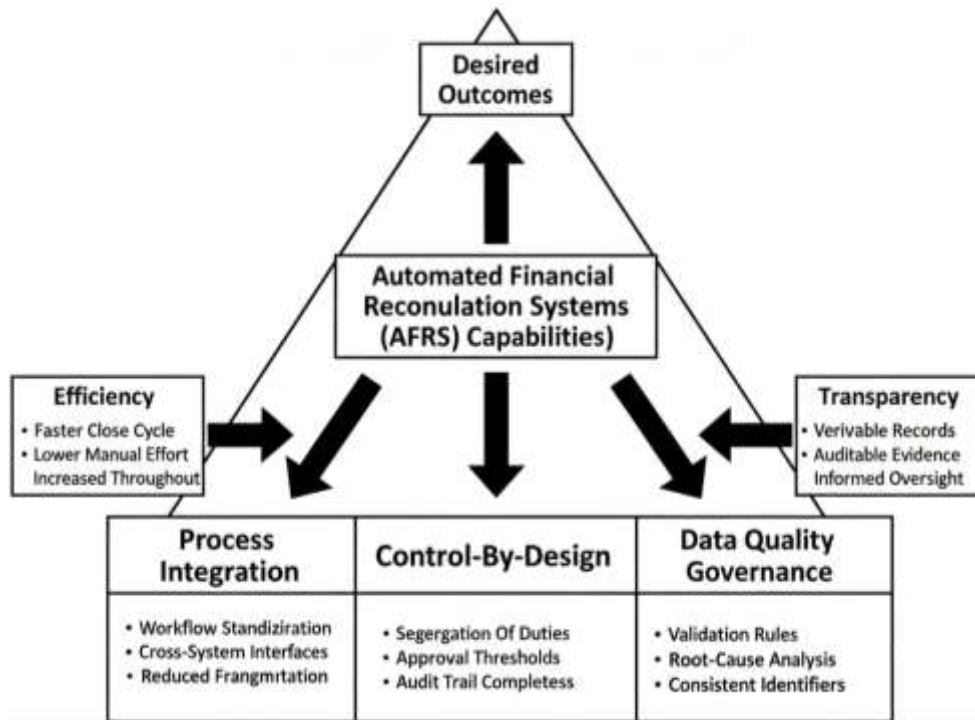 Desired
Outcomes
Automated Financial
Reconulation Systems
(AFRS) Capabilities)
Efficiency
• Faster Close Cycle
• Lower Manual Effort
Increased Throughout
Transparency
• Verivable Records
• Auditable Evidence
Informed Oversight
Process
Integration
• Workflow Standiziration
• Cross-System Interfaces
• Reduced Frangmıtation
Control-By-Design
• Segergation Of Duties
• Approval Thresholds
• Audit Trail Completess
Data Quality
Governance
• Validation Rules
• Root-Cause Analysis
• Consistent Identifiers